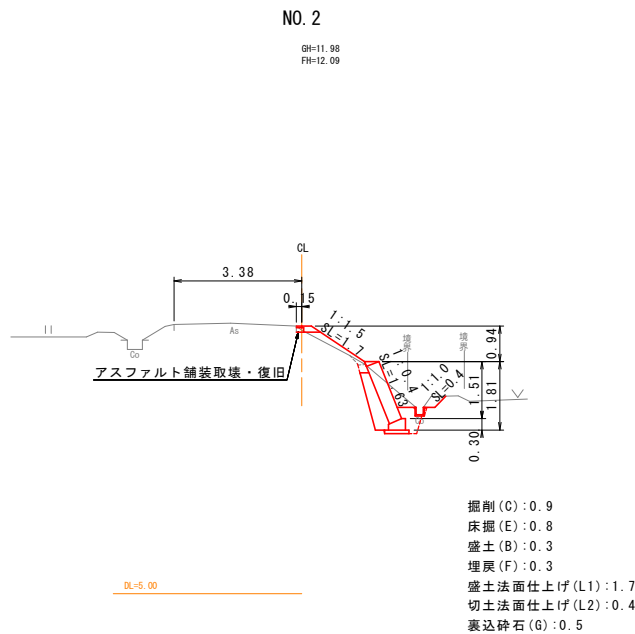 NO.2
GH=11.98
FH=12.09
CL
3.38
0.15
1:1.5
SL=1.7
As
Co
アスファルト舗装取壊・復旧
境界
境界
1:0.4
SL=1.63
1:1.0
SL=0.4
Co
0.94
1.51
1.81
0.30
DL=5.00
掘削(C):0.9
床掘(E):0.8
盛土(B):0.3
埋戻(F):0.3
盛土法面仕上げ(L1):1.7
切土法面仕上げ(L2):0.4
裏込砕石(G):0.5